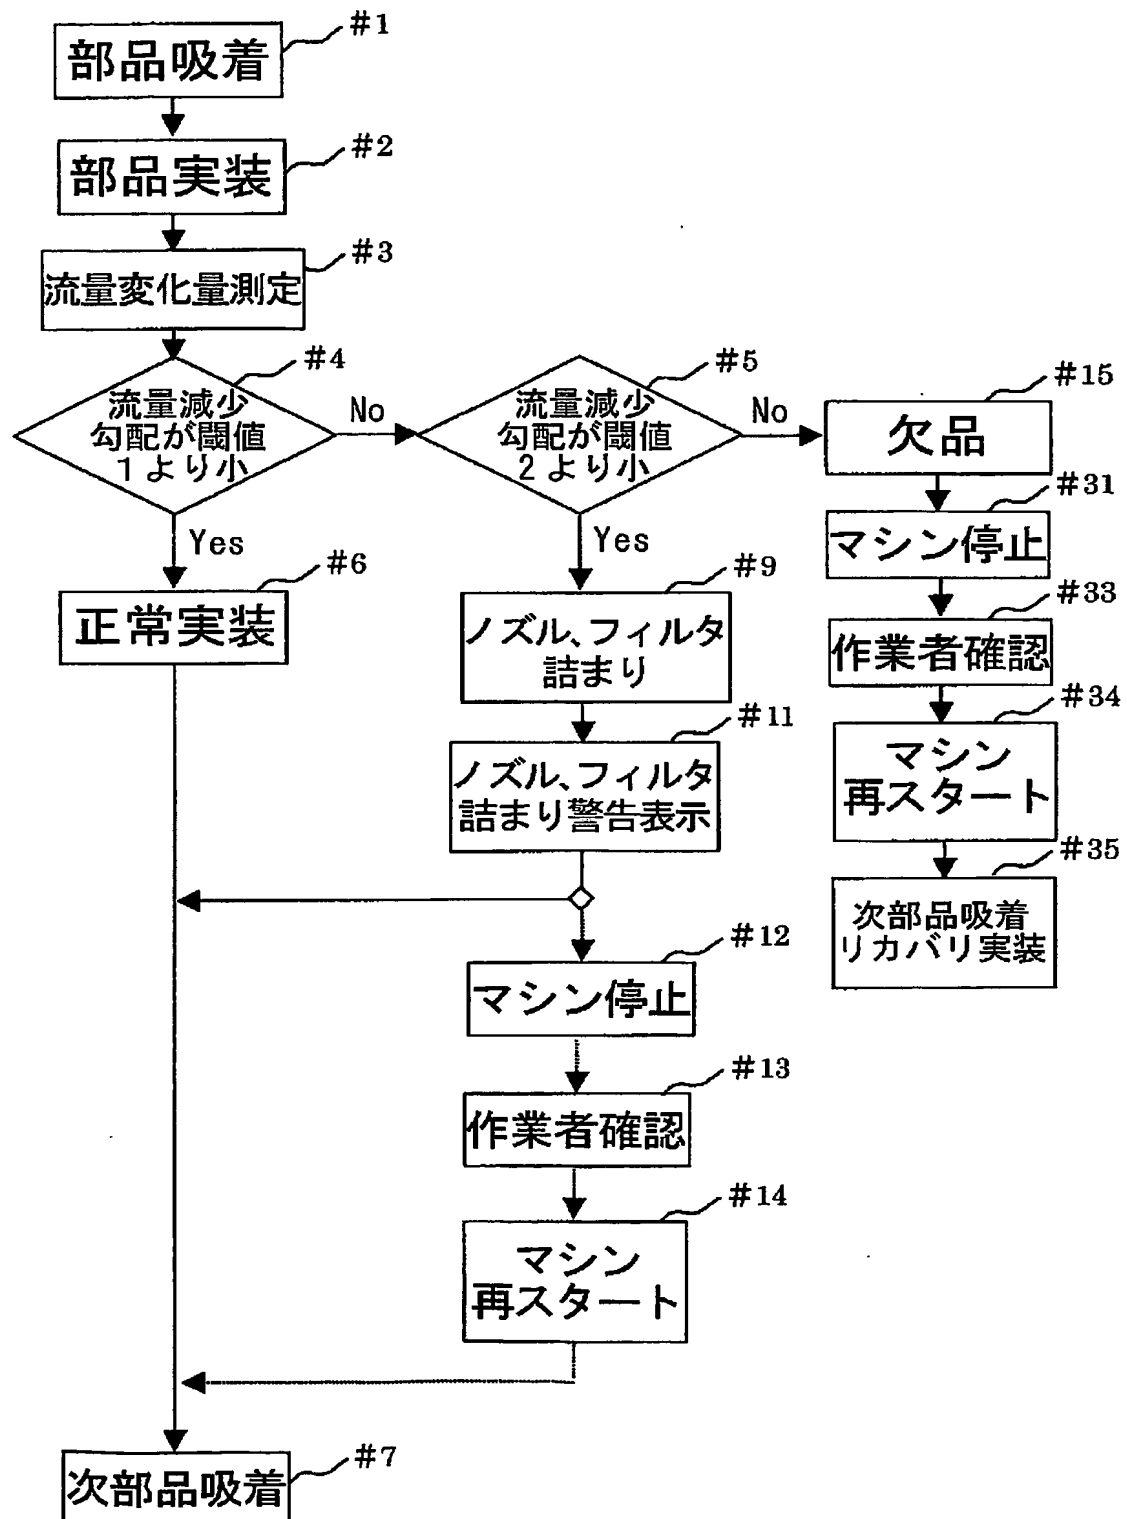 #1
部品吸着
#2
部品実装
#3
流量変化量測定
#4
流量減少
勾配が閾値
1より小
No
Yes
#5
流量減少
勾配が閾値
2より小
No
Yes
#15
欠品
#31
マシン停止
#33
作業者確認
#34
マシン
再スタート
#35
次部品吸着
リカバリ実装
#6
正常実装
#9
ノズル、フィルタ
詰まり
#11
ノズル、フィルタ
詰まり警告表示
#12
マシン停止
#13
作業者確認
#14
マシン
再スタート
#7
次部品吸着